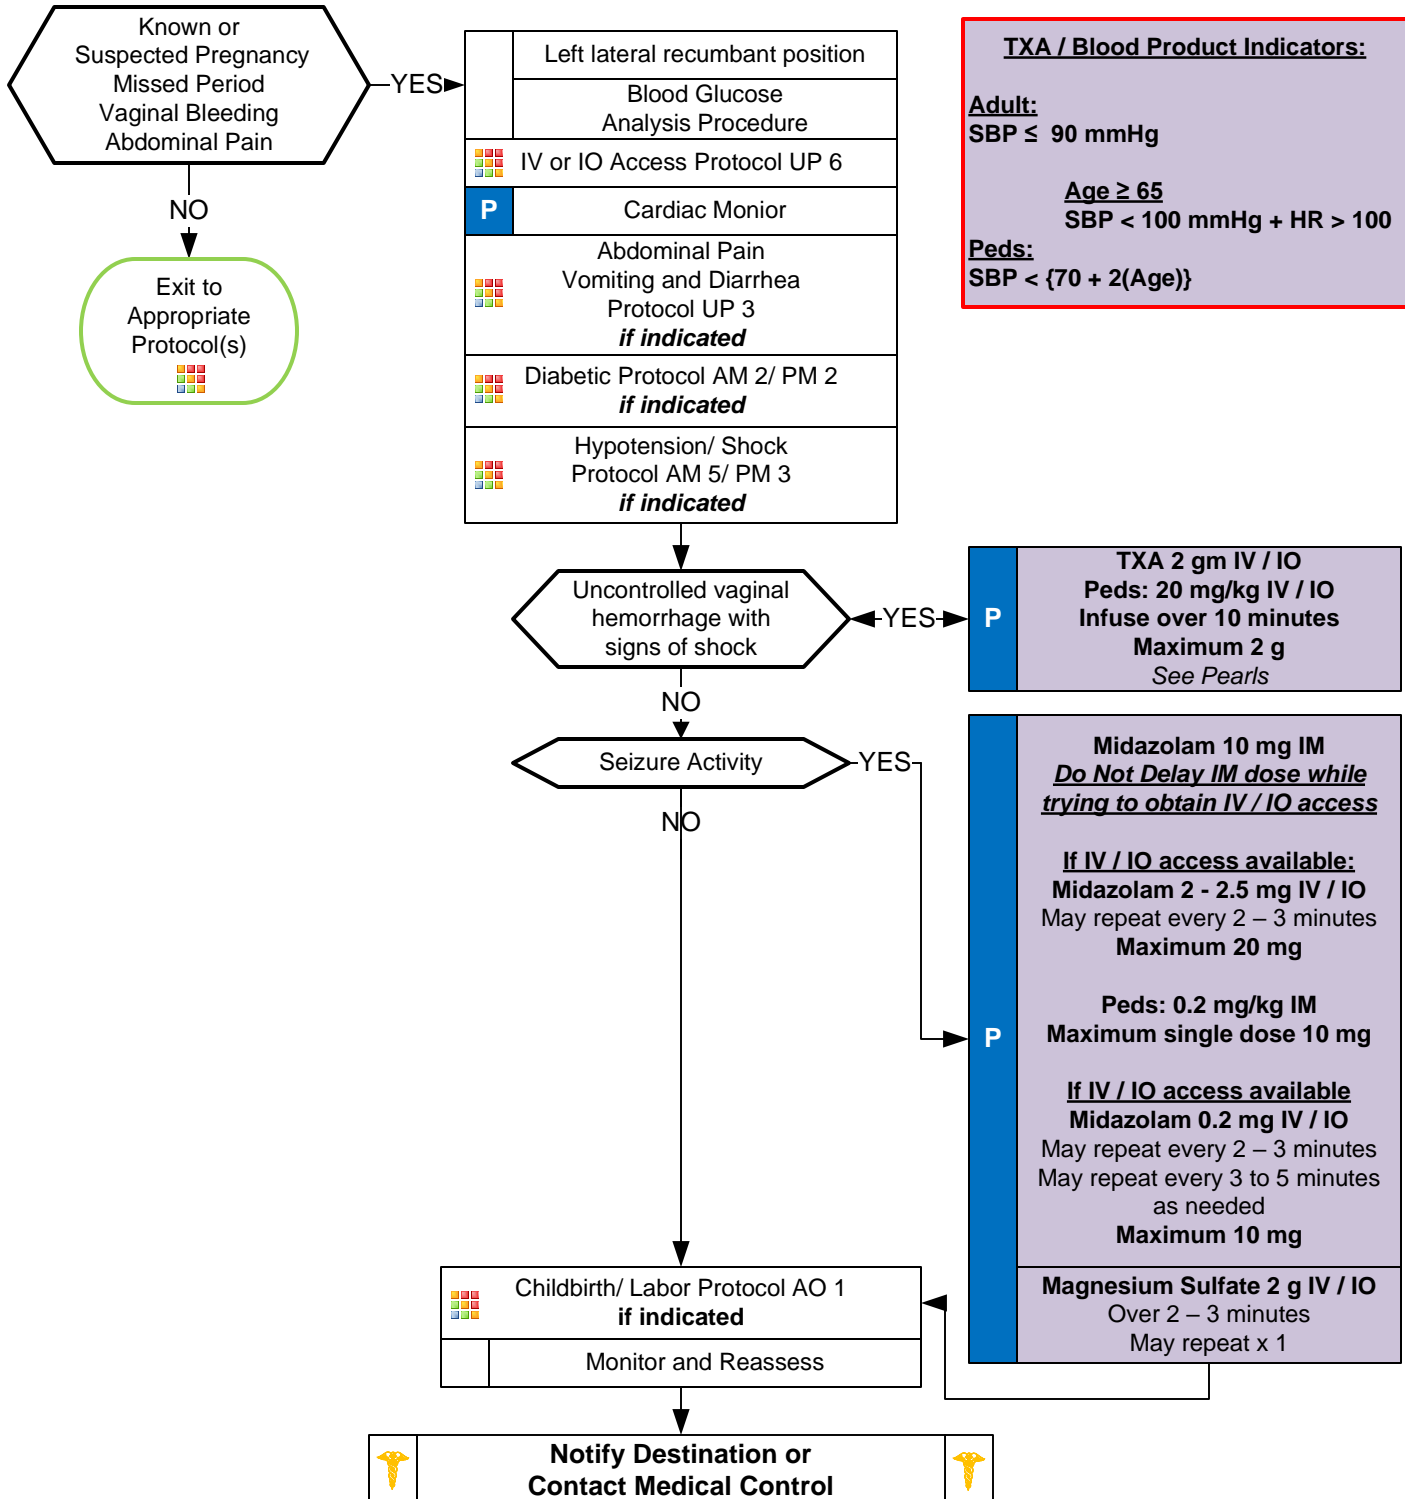 Known or
Suspected Pregnancy
Missed Period
Vaginal Bleeding
Abdominal Pain
YES
NO
Exit to
Appropriate
Protocol(s)
Left lateral recumbant position
Blood Glucose
Analysis Procedure
IV or IO Access Protocol UP 6
P
Cardiac Monior
Abdominal Pain
Vomiting and Diarrhea
Protocol UP 3
if indicated
Diabetic Protocol AM 2/ PM 2
if indicated
Hypotension/ Shock
Protocol AM 5/ PM 3
if indicated
TXA / Blood Product Indicators:
Adult:
SBP ≤ 90 mmHg
Age ≥ 65
SBP < 100 mmHg + HR > 100
Peds:
SBP < {70 + 2(Age)}
Uncontrolled vaginal
hemorrhage with
signs of shock
YES
P
TXA 2 gm IV / IO
Peds: 20 mg/kg IV / IO
Infuse over 10 minutes
Maximum 2 g
See Pearls
NO
Seizure Activity
YES
NO
P
Midazolam 10 mg IM
Do Not Delay IM dose while
trying to obtain IV / IO access
If IV / IO access available:
Midazolam 2 - 2.5 mg IV / IO
May repeat every 2 – 3 minutes
Maximum 20 mg
Peds: 0.2 mg/kg IM
Maximum single dose 10 mg
If IV / IO access available
Midazolam 0.2 mg IV / IO
May repeat every 2 – 3 minutes
May repeat every 3 to 5 minutes
as needed
Maximum 10 mg
Magnesium Sulfate 2 g IV / IO
Over 2 – 3 minutes
May repeat x 1
Childbirth/ Labor Protocol AO 1
if indicated
Monitor and Reassess
Notify Destination or
Contact Medical Control